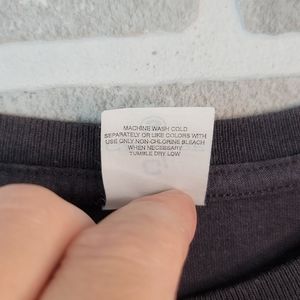 MACHINE WASH COLD
SEPARATELY OR LIKE COLORS WITH
USE ONLY NON-CHLORINE BLEACH
WHEN NECESSARY
TUMBLE DRY LOW